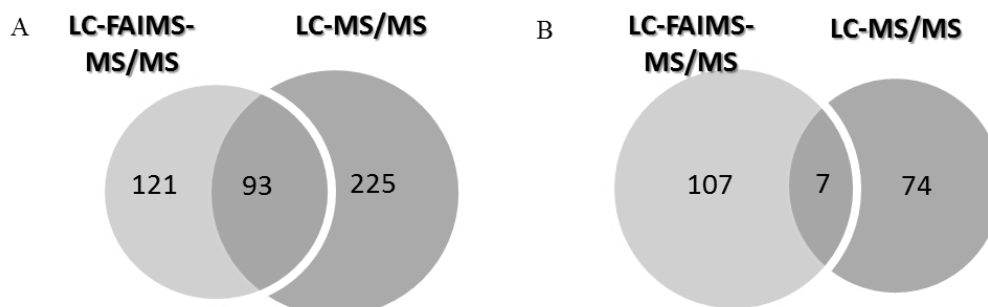 A
LC-FAIMS-
MS/MS
LC-MS/MS
121
93
225
B
LC-FAIMS-
MS/MS
LC-MS/MS
107
7
74